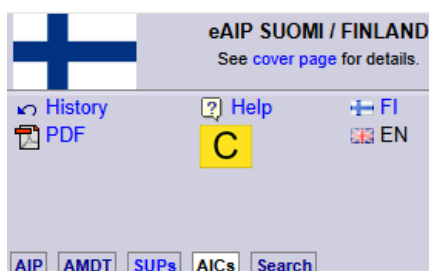 eAIP SUOMI / FINLAND
See cover page for details.
History ? Help FI
PDF C EN
AIP AMDT SUPs AICs Search